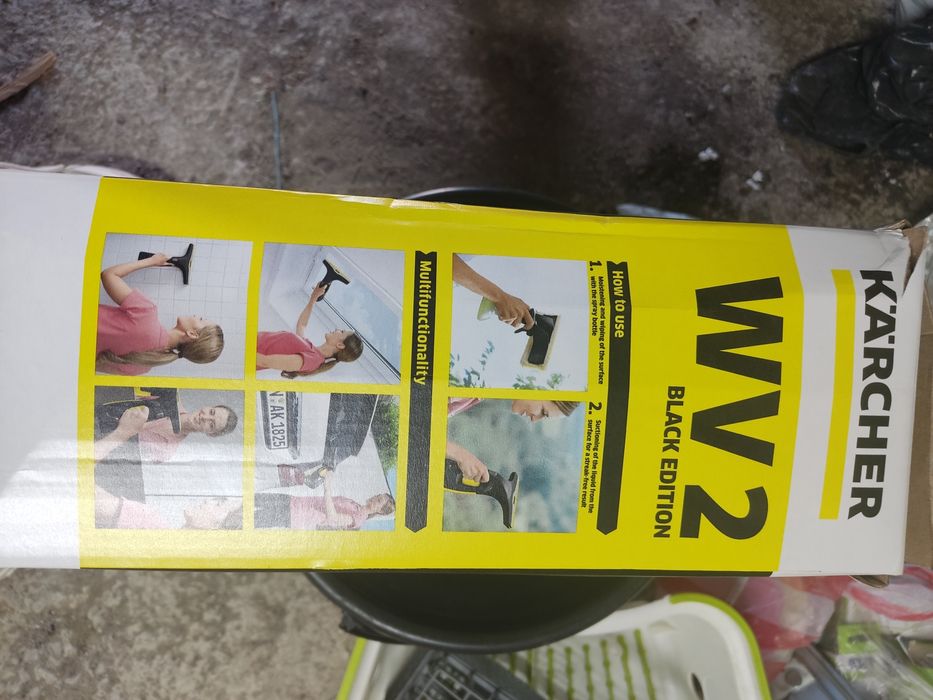 KÄRCHER
WV 2
BLACK EDITION
How to use
1. Moistening and wiping of the surface
with the spray bottle
2. Suctioning of the liquid from the
surface for a streak-free result
Multifunctionality
AK 1825